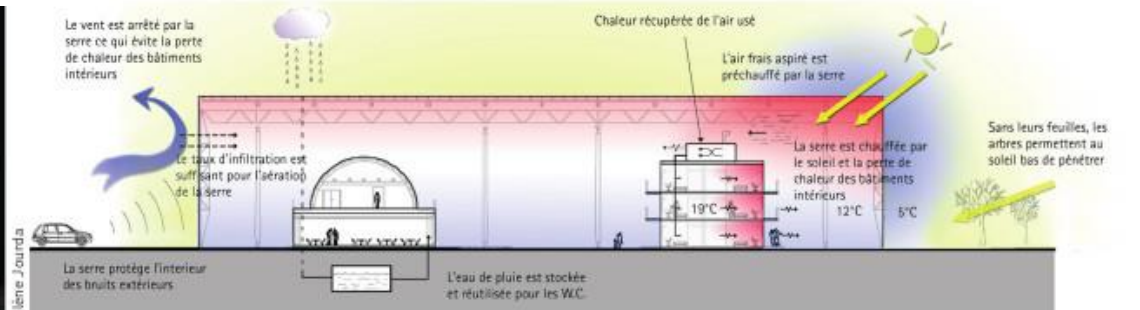 Le vent est arrêté par la
serre ce qui évite la perte
de chaleur des bâtiments
intérieurs
Chaleur récupérée de l'air usé
L'air frais aspiré est
préchauffé par la serre
Sans leurs feuilles, les
arbres permettent au
soleil bas de pénétrer
Le taux d'infiltration est
suffisant pour l'aération
de la serre
La serre est chauffée par
le soleil et la perte de
chaleur des bâtiments
intérieurs
19°C
12°C
5°C
La serre protège l'interieur
des bruits extérieurs
L'eau de pluie est stockée
et réutilisée pour les W.C.
lène Jourda